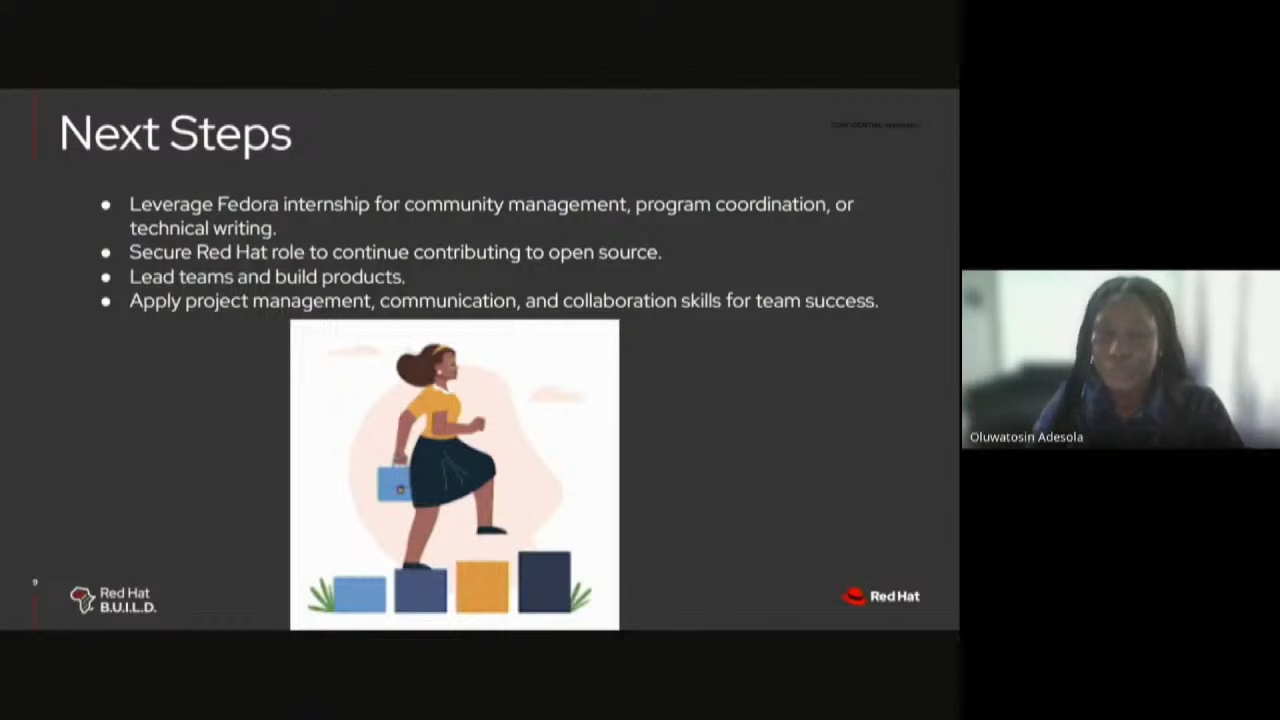 Next Steps
CONFIDENTIAL
● Leverage Fedora internship for community management, program coordination, or
technical writing.
● Secure Red Hat role to continue contributing to open source.
● Lead teams and build products.
● Apply project management, communication, and collaboration skills for team success.
Oluwatosin Adesola
9
Red Hat
B.U.I.L.D.
Red Hat